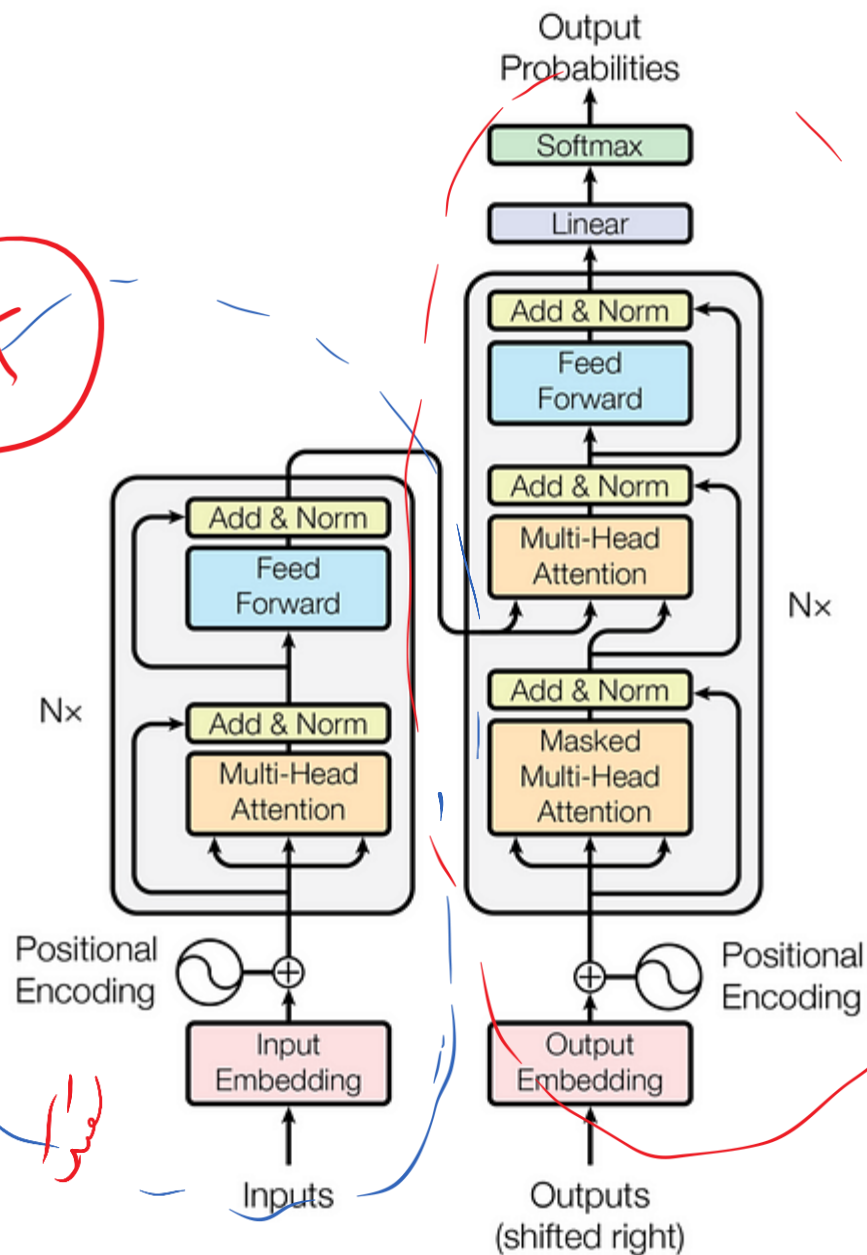 Output
Probabilities
Softmax
Linear
Add & Norm
Feed
Forward
Add & Norm
Multi-Head
Attention
Nx
Add & Norm
Masked
Multi-Head
Attention
Add & Norm
Feed
Forward
Nx
Add & Norm
Multi-Head
Attention
Positional
Encoding
Positional
Encoding
Input
Embedding
Output
Embedding
Inputs
Outputs
(shifted right)